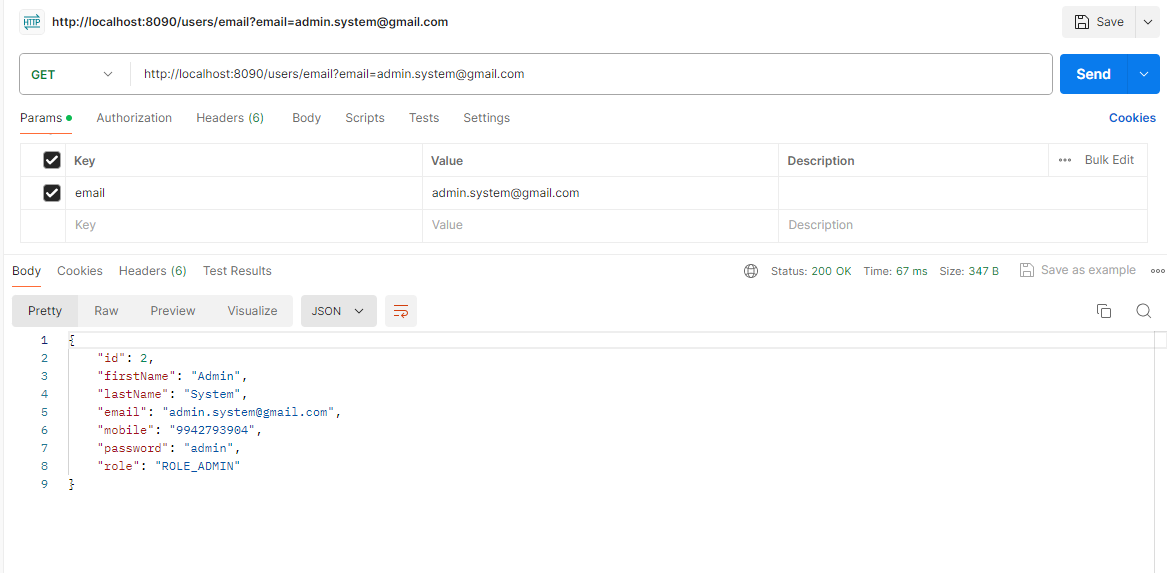 HTTP http://localhost:8090/users/email?email=admin.system@gmail.com Save
GET http://localhost:8090/users/email?email=admin.system@gmail.com Send
Params Authorization Headers (6) Body Scripts Tests Settings Cookies
Key Value Description Bulk Edit
email admin.system@gmail.com
Key Value Description
Body Cookies Headers (6) Test Results Status: 200 OK Time: 67 ms Size: 347 B Save as example
Pretty Raw Preview Visualize JSON
1 {
2 "id": 2,
3 "firstName": "Admin",
4 "lastName": "System",
5 "email": "admin.system@gmail.com",
6 "mobile": "9942793904",
7 "password": "admin",
8 "role": "ROLE_ADMIN"
9 }